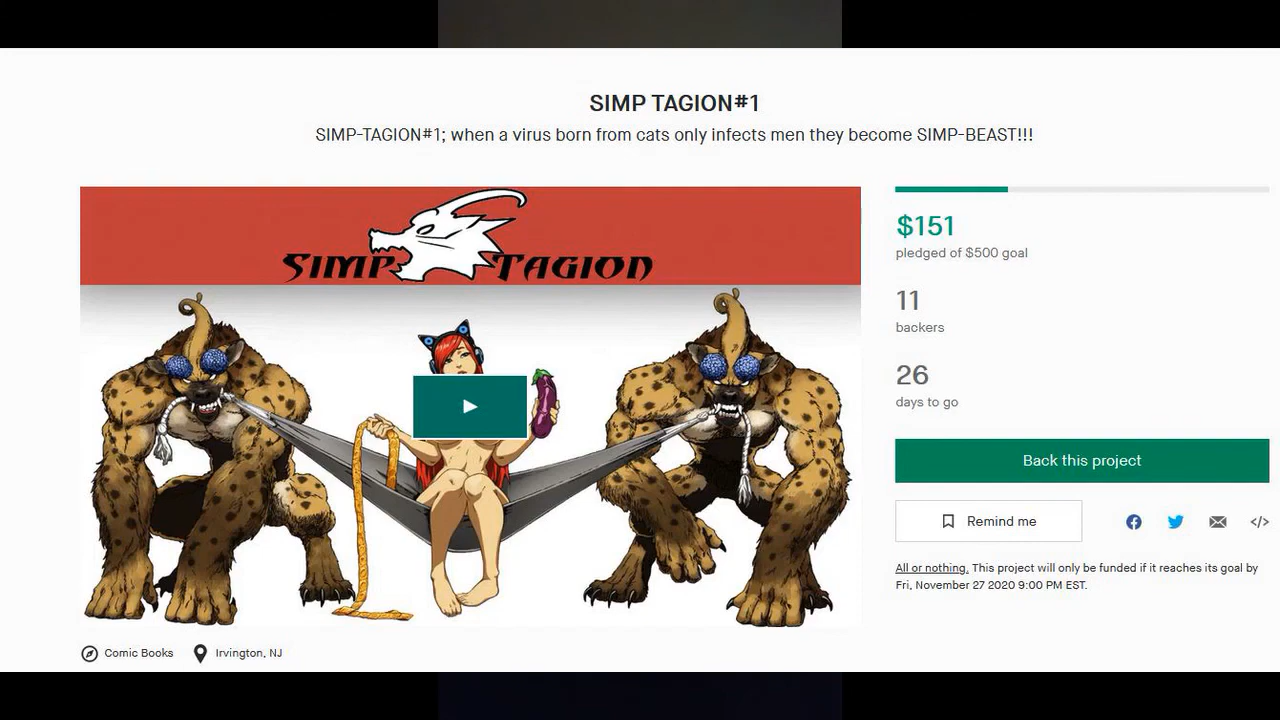 SIMP TAGION#1
SIMP-TAGION#1; when a virus born from cats only infects men they become SIMP-BEAST!!!
SIMP TAGION
$151
pledged of $500 goal
11
backers
26
days to go
Back this project
Remind me
All or nothing. This project will only be funded if it reaches its goal by
Fri, November 27 2020 9:00 PM EST.
Comic Books Irvington, NJ